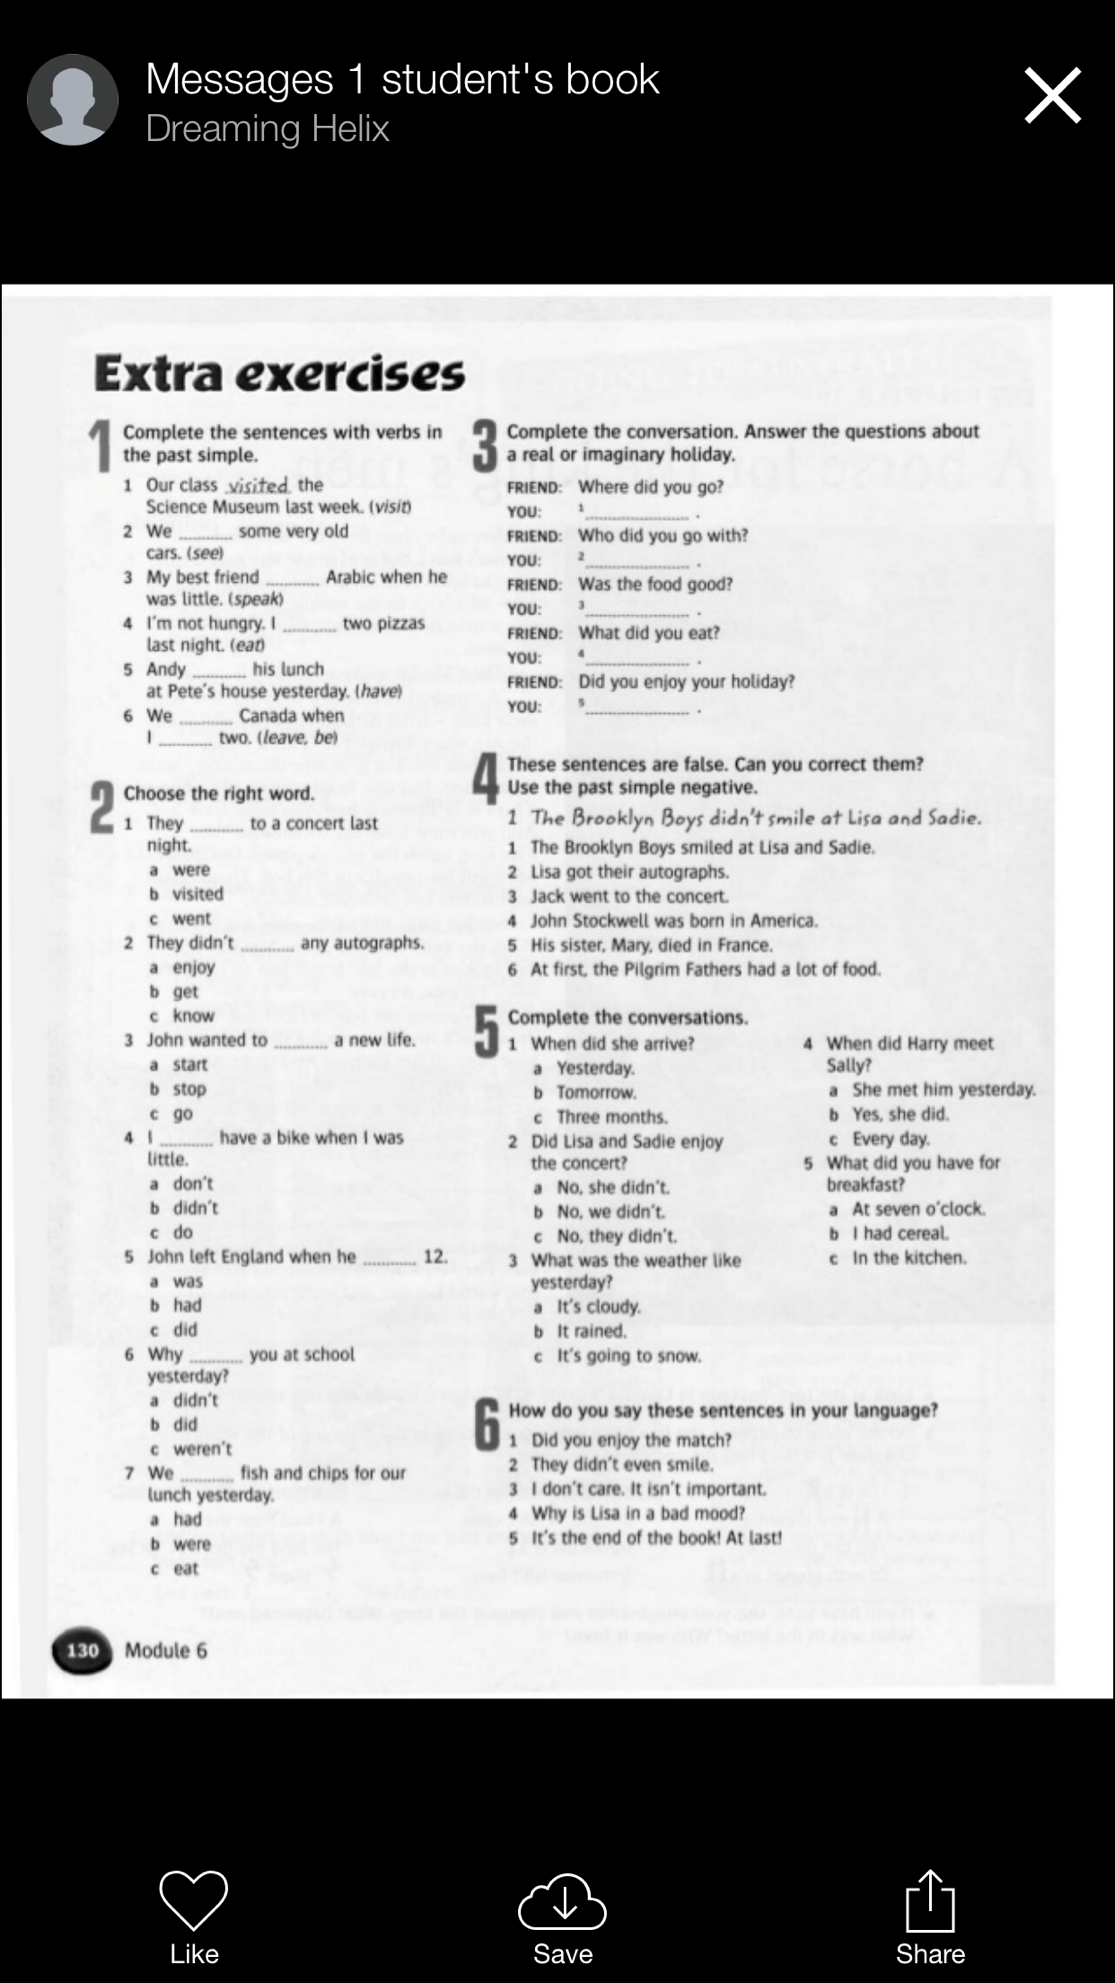 Messages 1 student's book
Dreaming Helix
Extra exercises
1 Complete the sentences with verbs in
the past simple.
1 Our class visited the
Science Museum last week. (visit)
2 We ........... some very old
cars. (see)
3 My best friend ........... Arabic when he
was little. (speak)
4 I'm not hungry. I ........... two pizzas
last night. (eat)
5 Andy ........... his lunch
at Pete's house yesterday. (have)
6 We ........... Canada when
I ........... two. (leave, be)
2 Choose the right word.
1 They ........... to a concert last
night.
a were
b visited
c went
2 They didn't ........... any autographs.
a enjoy
b get
c know
3 John wanted to ........... a new life.
a start
b stop
c go
4 I ........... have a bike when I was
little.
a don't
b didn't
c do
5 John left England when he ........... 12.
a was
b had
c did
6 Why ........... you at school
yesterday?
a didn't
b did
c weren't
7 We ........... fish and chips for our
lunch yesterday.
a had
b were
c eat
3 Complete the conversation. Answer the questions about
a real or imaginary holiday.
FRIEND: Where did you go?
YOU: 1 ...................... .
FRIEND: Who did you go with?
YOU: 2 ...................... .
FRIEND: Was the food good?
YOU: 3 ...................... .
FRIEND: What did you eat?
YOU: 4 ...................... .
FRIEND: Did you enjoy your holiday?
YOU: 5 ...................... .
4 These sentences are false. Can you correct them?
Use the past simple negative.
1 The Brooklyn Boys didn't smile at Lisa and Sadie.
1 The Brooklyn Boys smiled at Lisa and Sadie.
2 Lisa got their autographs.
3 Jack went to the concert.
4 John Stockwell was born in America.
5 His sister, Mary, died in France.
6 At first, the Pilgrim Fathers had a lot of food.
5 Complete the conversations.
1 When did she arrive?
a Yesterday.
b Tomorrow.
c Three months.
2 Did Lisa and Sadie enjoy
the concert?
a No, she didn't.
b No, we didn't.
c No, they didn't.
3 What was the weather like
yesterday?
a It's cloudy.
b It rained.
c It's going to snow.
4 When did Harry meet
Sally?
a She met him yesterday.
b Yes, she did.
c Every day.
5 What did you have for
breakfast?
a At seven o'clock.
b I had cereal.
c In the kitchen.
6 How do you say these sentences in your language?
1 Did you enjoy the match?
2 They didn't even smile.
3 I don't care. It isn't important.
4 Why is Lisa in a bad mood?
5 It's the end of the book! At last!
130 Module 6
Like
Save
Share